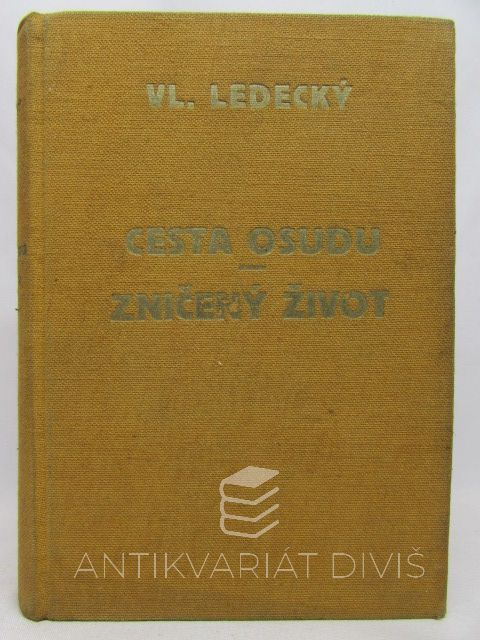 VL. LEDECKÝ
CESTA OSUDU
—
ZNIČENÝ ŽIVOT
ANTIKVARIÁT DIVIŠ